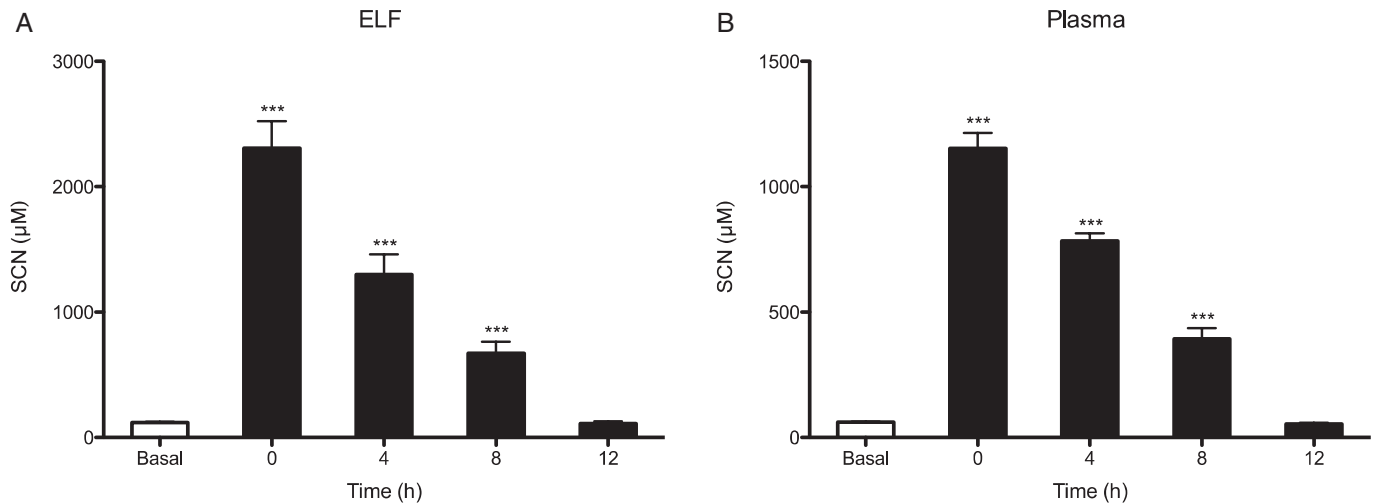 A
ELF
SCN (µM)
3000
2000
1000
0
***
***
***
Basal
0
4
8
12
Time (h)
B
Plasma
SCN (µM)
1500
1000
500
0
***
***
***
Basal
0
4
8
12
Time (h)